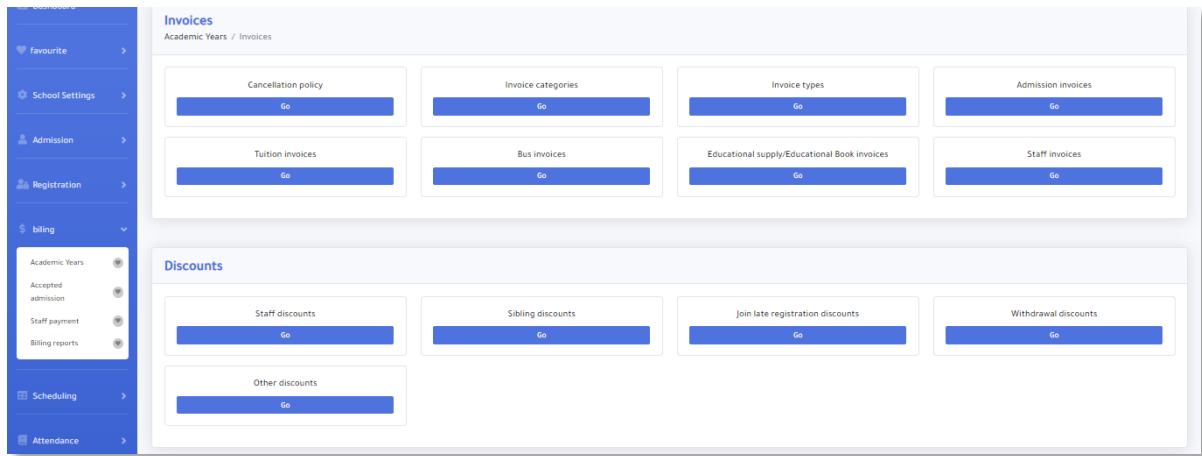 Dashboard
favourite
School Settings
Admission
Registration
$ biling
Academic Years
Accepted
admission
Staff payment
Billing reports
Scheduling
Attendance
Invoices
Academic Years / Invoices
Cancellation policy
Go
Invoice categories
Go
Invoice types
Go
Admission invoices
Go
Tuition invoices
Go
Bus invoices
Go
Educational supply/Educational Book invoices
Go
Staff invoices
Go
Discounts
Staff discounts
Go
Sibling discounts
Go
Join late registration discounts
Go
Withdrawal discounts
Go
Other discounts
Go